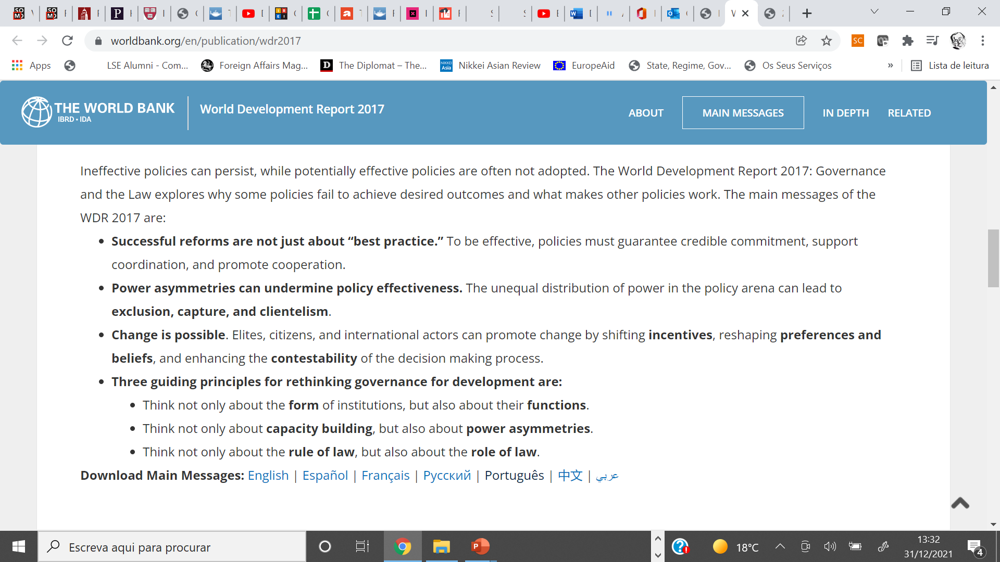 worldbank.org/en/publication/wdr2017
Apps
LSE Alumni - Com...
Foreign Affairs Mag...
The Diplomat – The...
Nikkei Asian Review
EuropeAid
State, Regime, Gov...
Os Seus Serviços
»
Lista de leitura
THE WORLD BANK
IBRD • IDA
World Development Report 2017
ABOUT
MAIN MESSAGES
IN DEPTH
RELATED
Ineffective policies can persist, while potentially effective policies are often not adopted. The World Development Report 2017: Governance
and the Law explores why some policies fail to achieve desired outcomes and what makes other policies work. The main messages of the
WDR 2017 are:
• Successful reforms are not just about “best practice.” To be effective, policies must guarantee credible commitment, support
coordination, and promote cooperation.
• Power asymmetries can undermine policy effectiveness. The unequal distribution of power in the policy arena can lead to
exclusion, capture, and clientelism.
• Change is possible. Elites, citizens, and international actors can promote change by shifting incentives, reshaping preferences and
beliefs, and enhancing the contestability of the decision making process.
• Three guiding principles for rethinking governance for development are:
• Think not only about the form of institutions, but also about their functions.
• Think not only about capacity building, but also about power asymmetries.
• Think not only about the rule of law, but also about the role of law.
Download Main Messages: English | Español | Français | Русский | Português | 中文 | عربي
Escreva aqui para procurar
18°C
13:32
31/12/2021
4